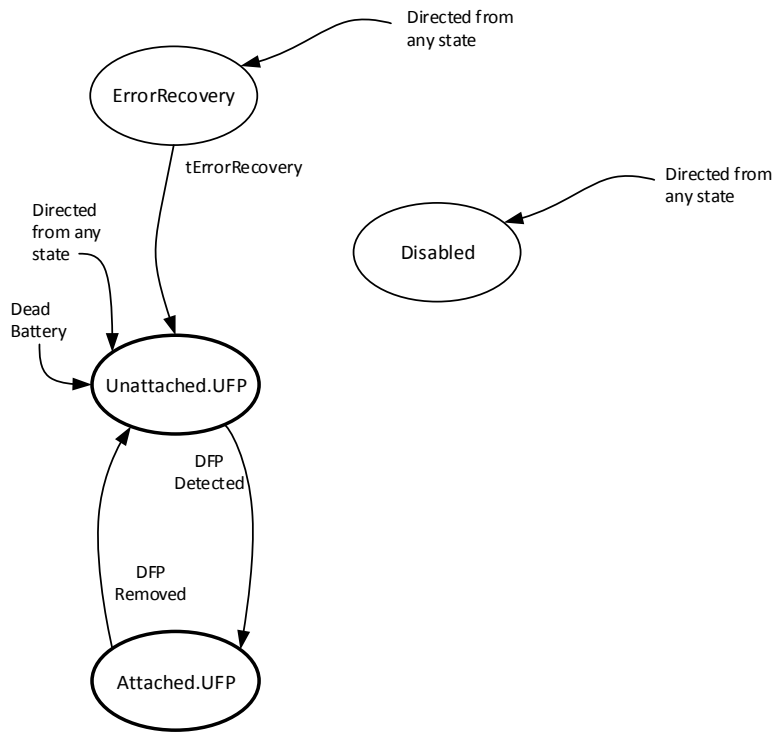 Directed from
any state
ErrorRecovery
tErrorRecovery
Directed from
any state
Directed
from any
state
Disabled
Dead
Battery
Unattached.UFP
DFP
Detected
DFP
Removed
Attached.UFP